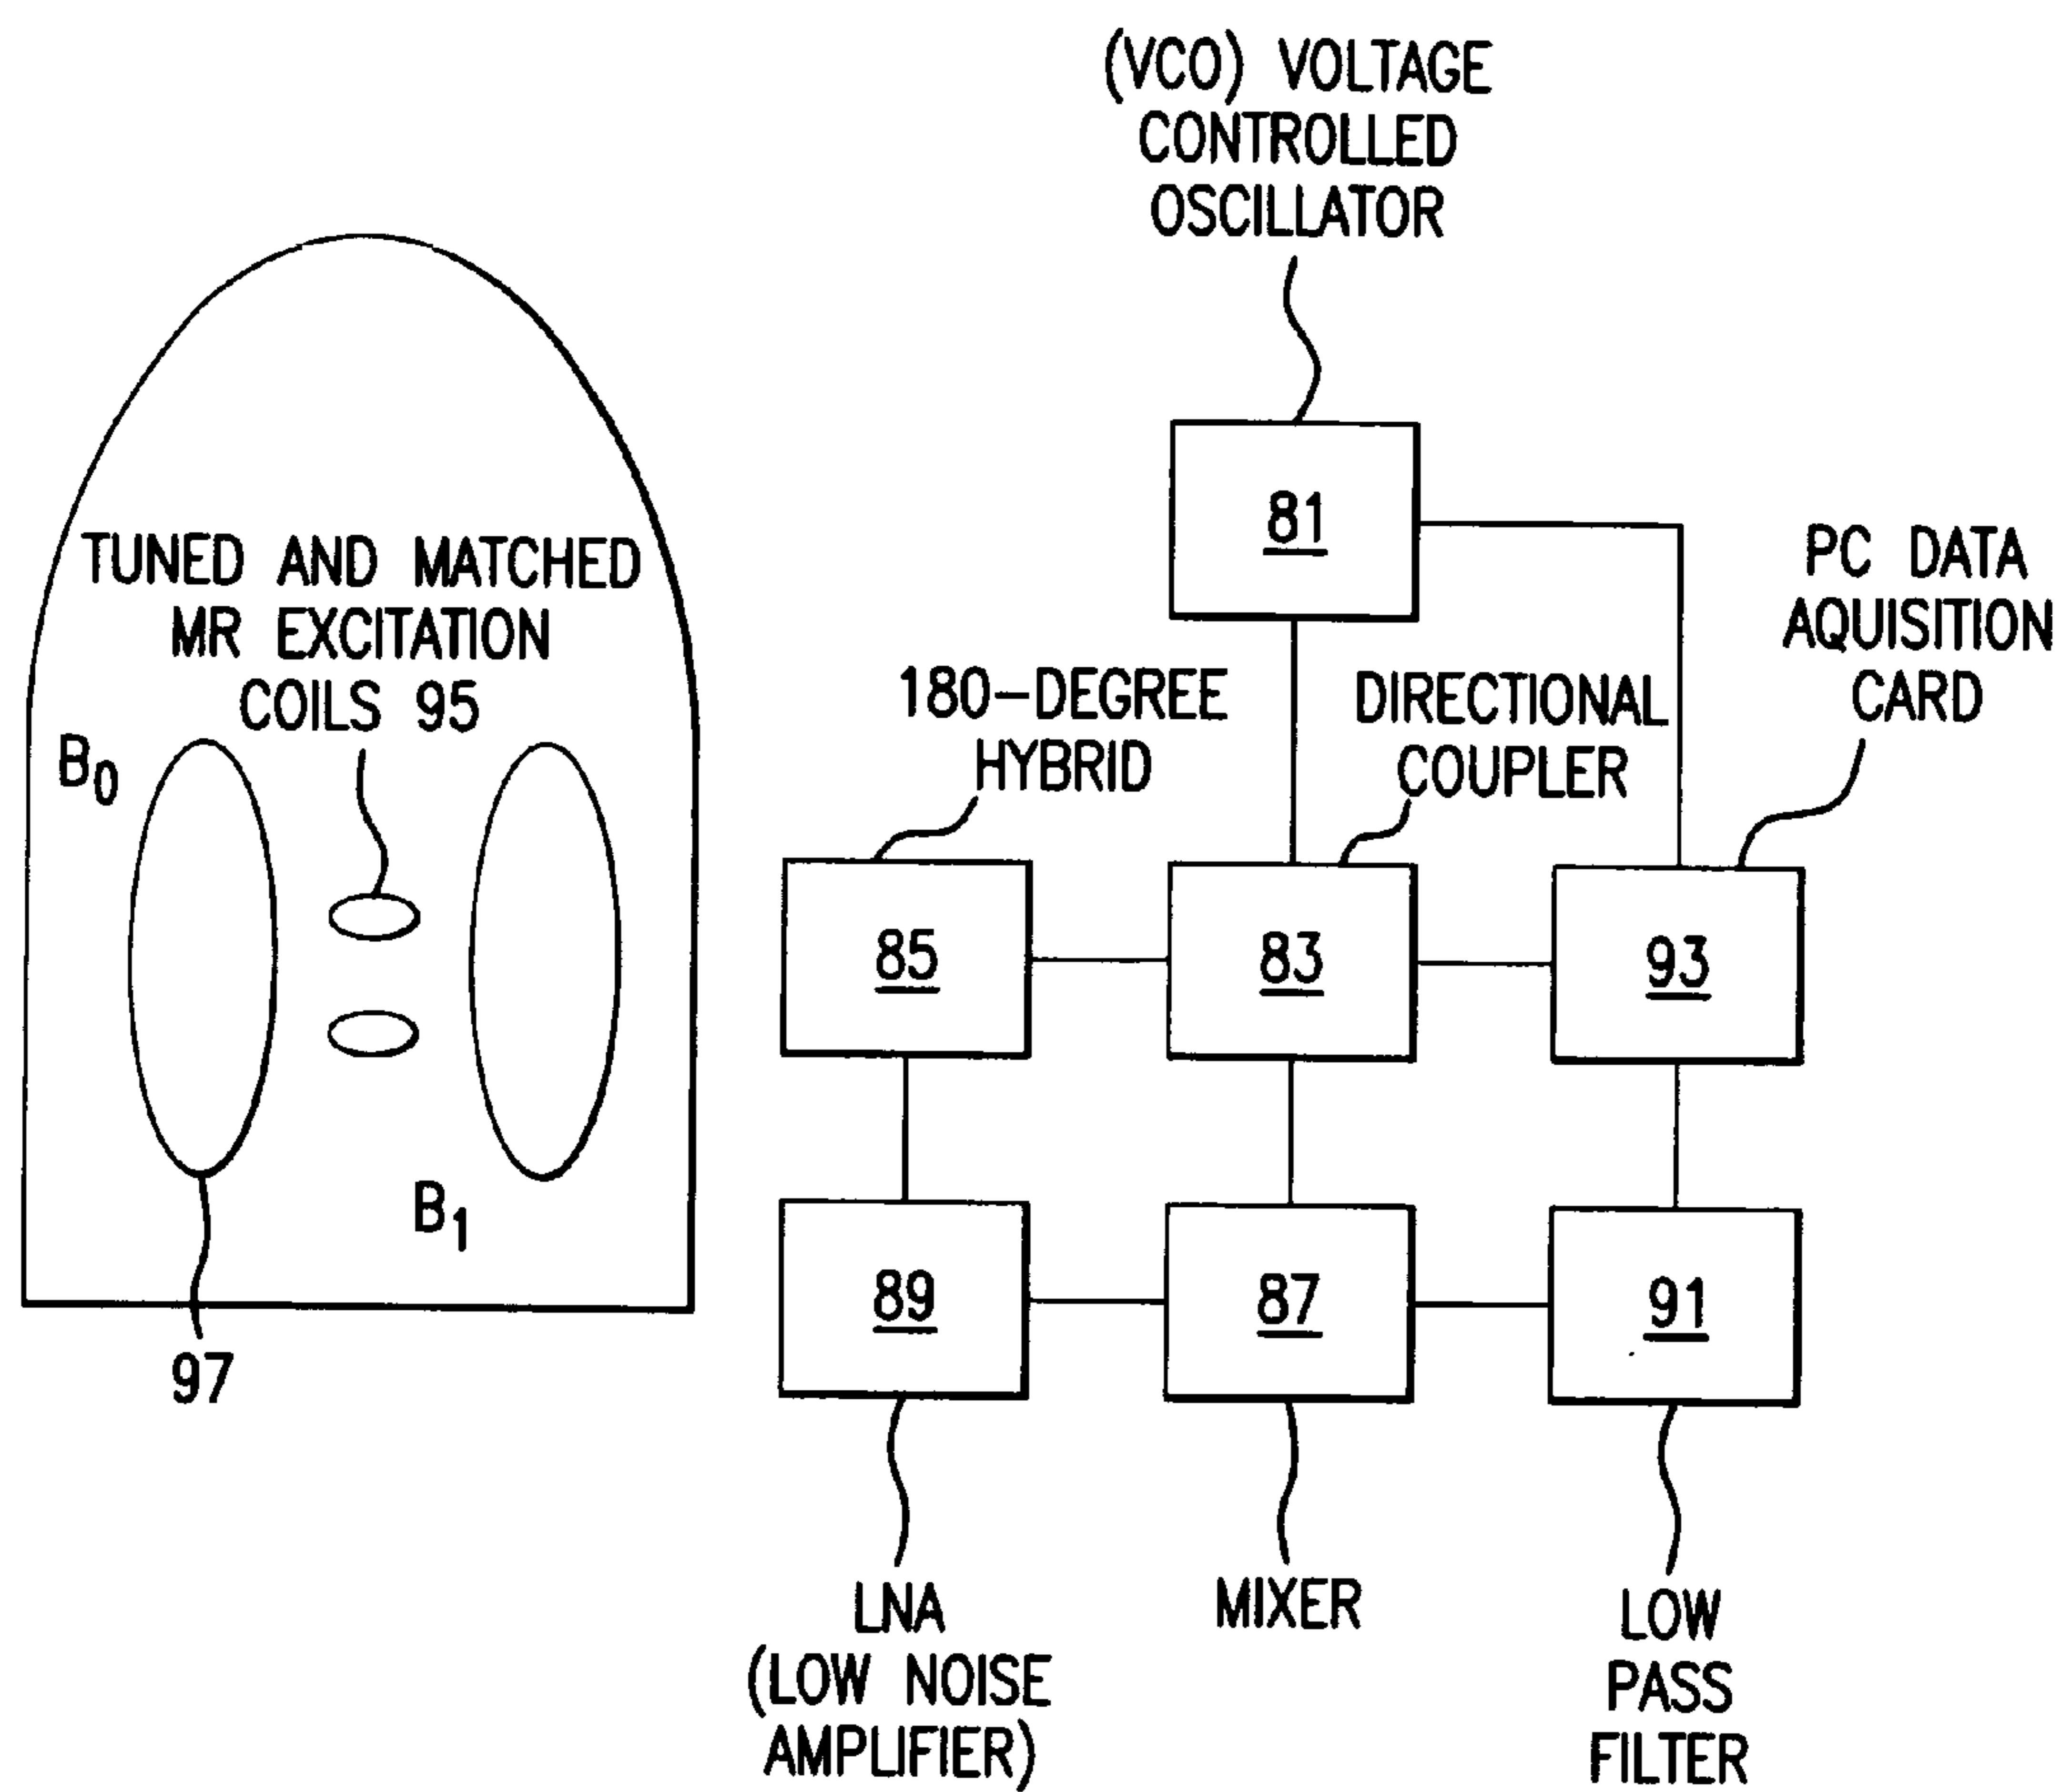 (VCO) VOLTAGE
CONTROLLED
OSCILLATOR
81
TUNED AND MATCHED
MR EXCITATION
COILS 95
B0
B1
97
180-DEGREE
HYBRID
DIRECTIONAL
COUPLER
PC DATA
AQUISITION
CARD
85
83
93
89
87
91
LNA
(LOW NOISE
AMPLIFIER)
MIXER
LOW
PASS
FILTER